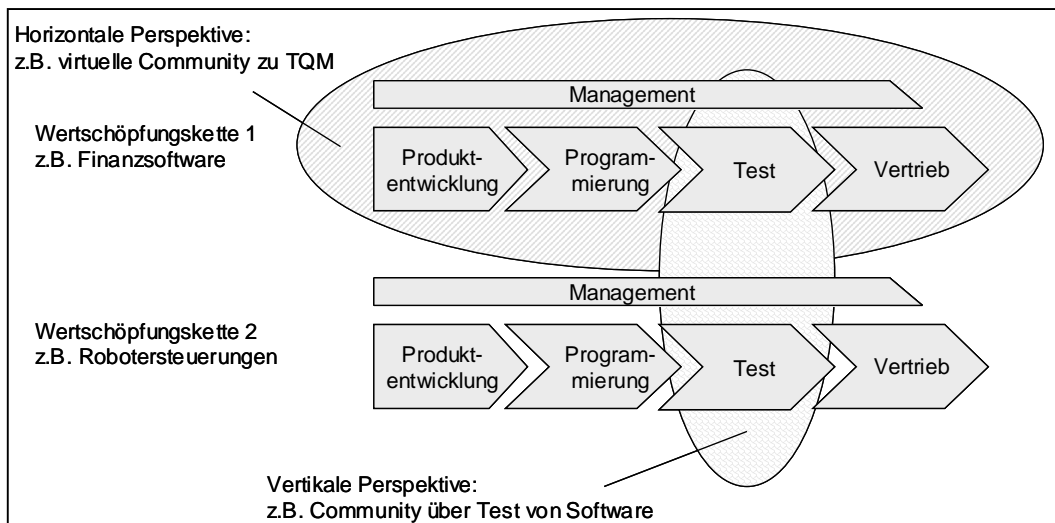 Horizontale Perspektive:
z.B. virtuelle Community zu TQM
Management
Wertschöpfungskette 1
z.B. Finanzsoftware
Produkt-
entwicklung
Program-
mierung
Test
Vertrieb
Management
Wertschöpfungskette 2
z.B. Robotersteuerungen
Produkt-
entwicklung
Program-
mierung
Test
Vertrieb
Vertikale Perspektive:
z.B. Community über Test von Software